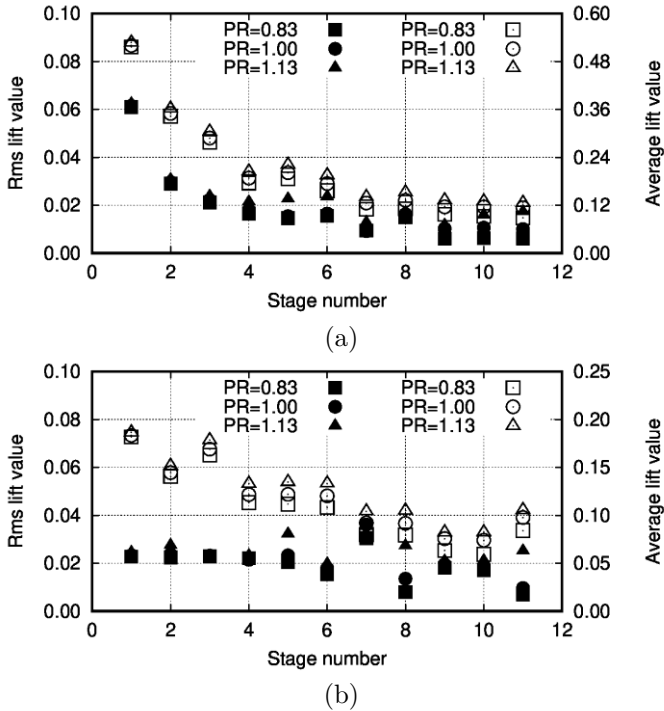 0.10 0.60
PR=0.83 PR=0.83
PR=1.00 PR=1.00
0.08 0.48
PR=1.13 PR=1.13
0.06 0.36
0.04 0.24
0.02 0.12
0.00 0.00
0 2 4 6 8 10 12
Rms lift value
Average lift value
Stage number
(a)
0.10 0.25
PR=0.83 PR=0.83
PR=1.00 PR=1.00
0.08 0.20
PR=1.13 PR=1.13
0.06 0.15
0.04 0.10
0.02 0.05
0.00 0.00
0 2 4 6 8 10 12
Rms lift value
Average lift value
Stage number
(b)